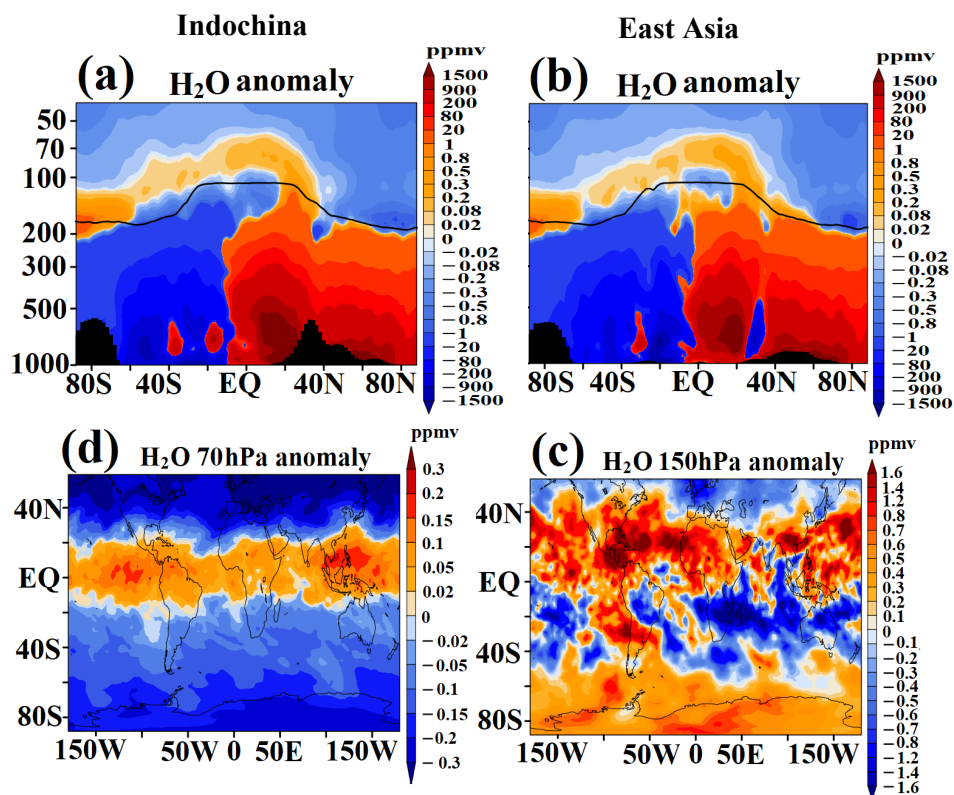 Indochina
East Asia
(a)
H₂O anomaly
ppmv
50
70
100
200
300
500
1000
80S
40S
EQ
40N
80N
1500
900
200
80
20
1
0.8
0.5
0.3
0.2
0.08
0.02
0
−0.02
−0.08
−0.2
−0.3
−0.5
−0.8
−1
−20
−80
−200
−900
−1500
(b)
H₂O anomaly
ppmv
80S
40S
EQ
40N
80N
1500
900
200
80
20
1
0.8
0.5
0.3
0.2
0.08
0.02
0
−0.02
−0.08
−0.2
−0.3
−0.5
−0.8
−1
−20
−80
−200
−900
−1500
(d)
H₂O 70hPa anomaly
ppmv
40N
EQ
40S
80S
150W
50W
0
50E
150W
0.3
0.2
0.15
0.1
0.05
0.02
0
−0.02
−0.05
−0.1
−0.15
−0.2
−0.3
(c)
H₂O 150hPa anomaly
ppmv
40N
EQ
40S
80S
150W
50W
0
50E
150W
1.6
1.4
1.2
0.8
0.7
0.6
0.5
0.4
0.3
0.2
0.1
0
−0.1
−0.3
−0.4
−0.5
−0.6
−0.7
−0.8
−1.4
−1.6